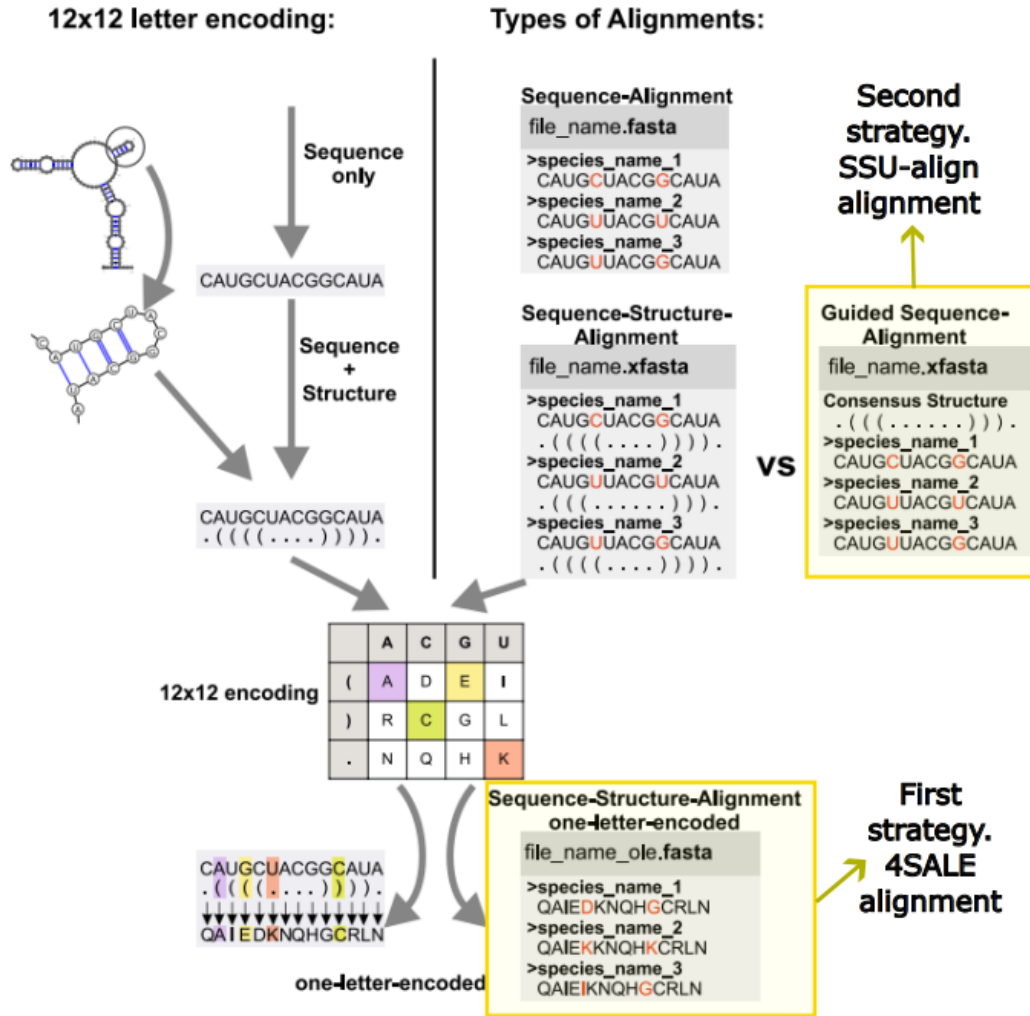 12x12 letter encoding:
Types of Alignments:
Sequence
only
CAUGCUACGGCAUA
Sequence
+
Structure
CAUGCUACGGCAUA
.((((....)))).
Sequence-Alignment
file_name.fasta
>species_name_1
CAUGCUACGGCAUA
>species_name_2
CAUGUUACGUCAUA
>species_name_3
CAUGUUACGGCAUA
Sequence-Structure-
Alignment
file_name.xfasta
>species_name_1
CAUGCUACGGCAUA
.((((....)))).
>species_name_2
CAUGUUACGUCAUA
.(((......))).
>species_name_3
CAUGUUACGGCAUA
.((((....)))).
vs
Second
strategy.
SSU-align
alignment
Guided Sequence-
Alignment
file_name.xfasta
Consensus Structure
.(((......))).
>species_name_1
CAUGCUACGGCAUA
>species_name_2
CAUGUUACGUCAUA
>species_name_3
CAUGUUACGGCAUA
12x12 encoding
A C G U
( A D E I
) R C G L
. N Q H K
CAUGCUACGGCAUA
.((((....)))).
QAIEDKNQHGCRLN
one-letter-encoded
Sequence-Structure-Alignment
one-letter-encoded
file_name_ole.fasta
>species_name_1
QAIEDKNQHGCRLN
>species_name_2
QAIEKKNQHKCRLN
>species_name_3
QAIEIKNQHGCRLN
First
strategy.
4SALE
alignment